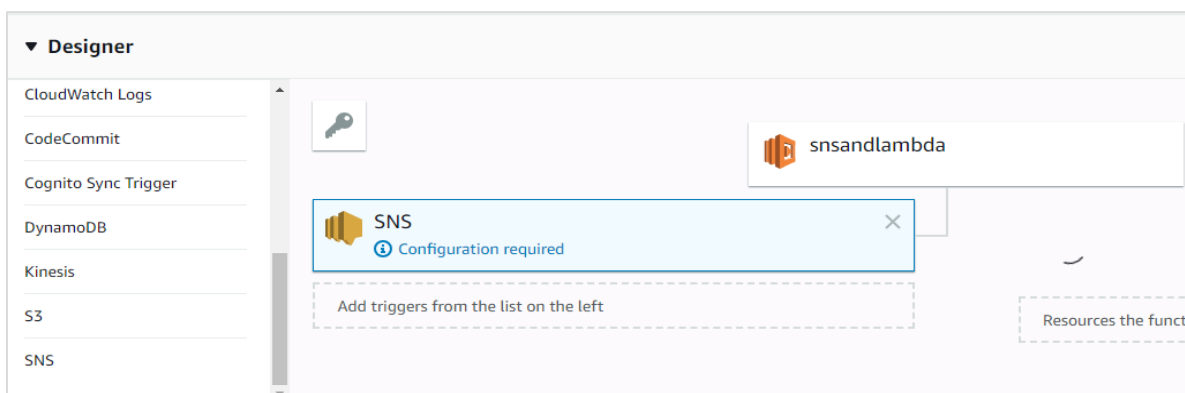 Designer
CloudWatch Logs
CodeCommit
Cognito Sync Trigger
DynamoDB
Kinesis
S3
SNS
snsandlambda
SNS
Configuration required
Add triggers from the list on the left
Resources the funct